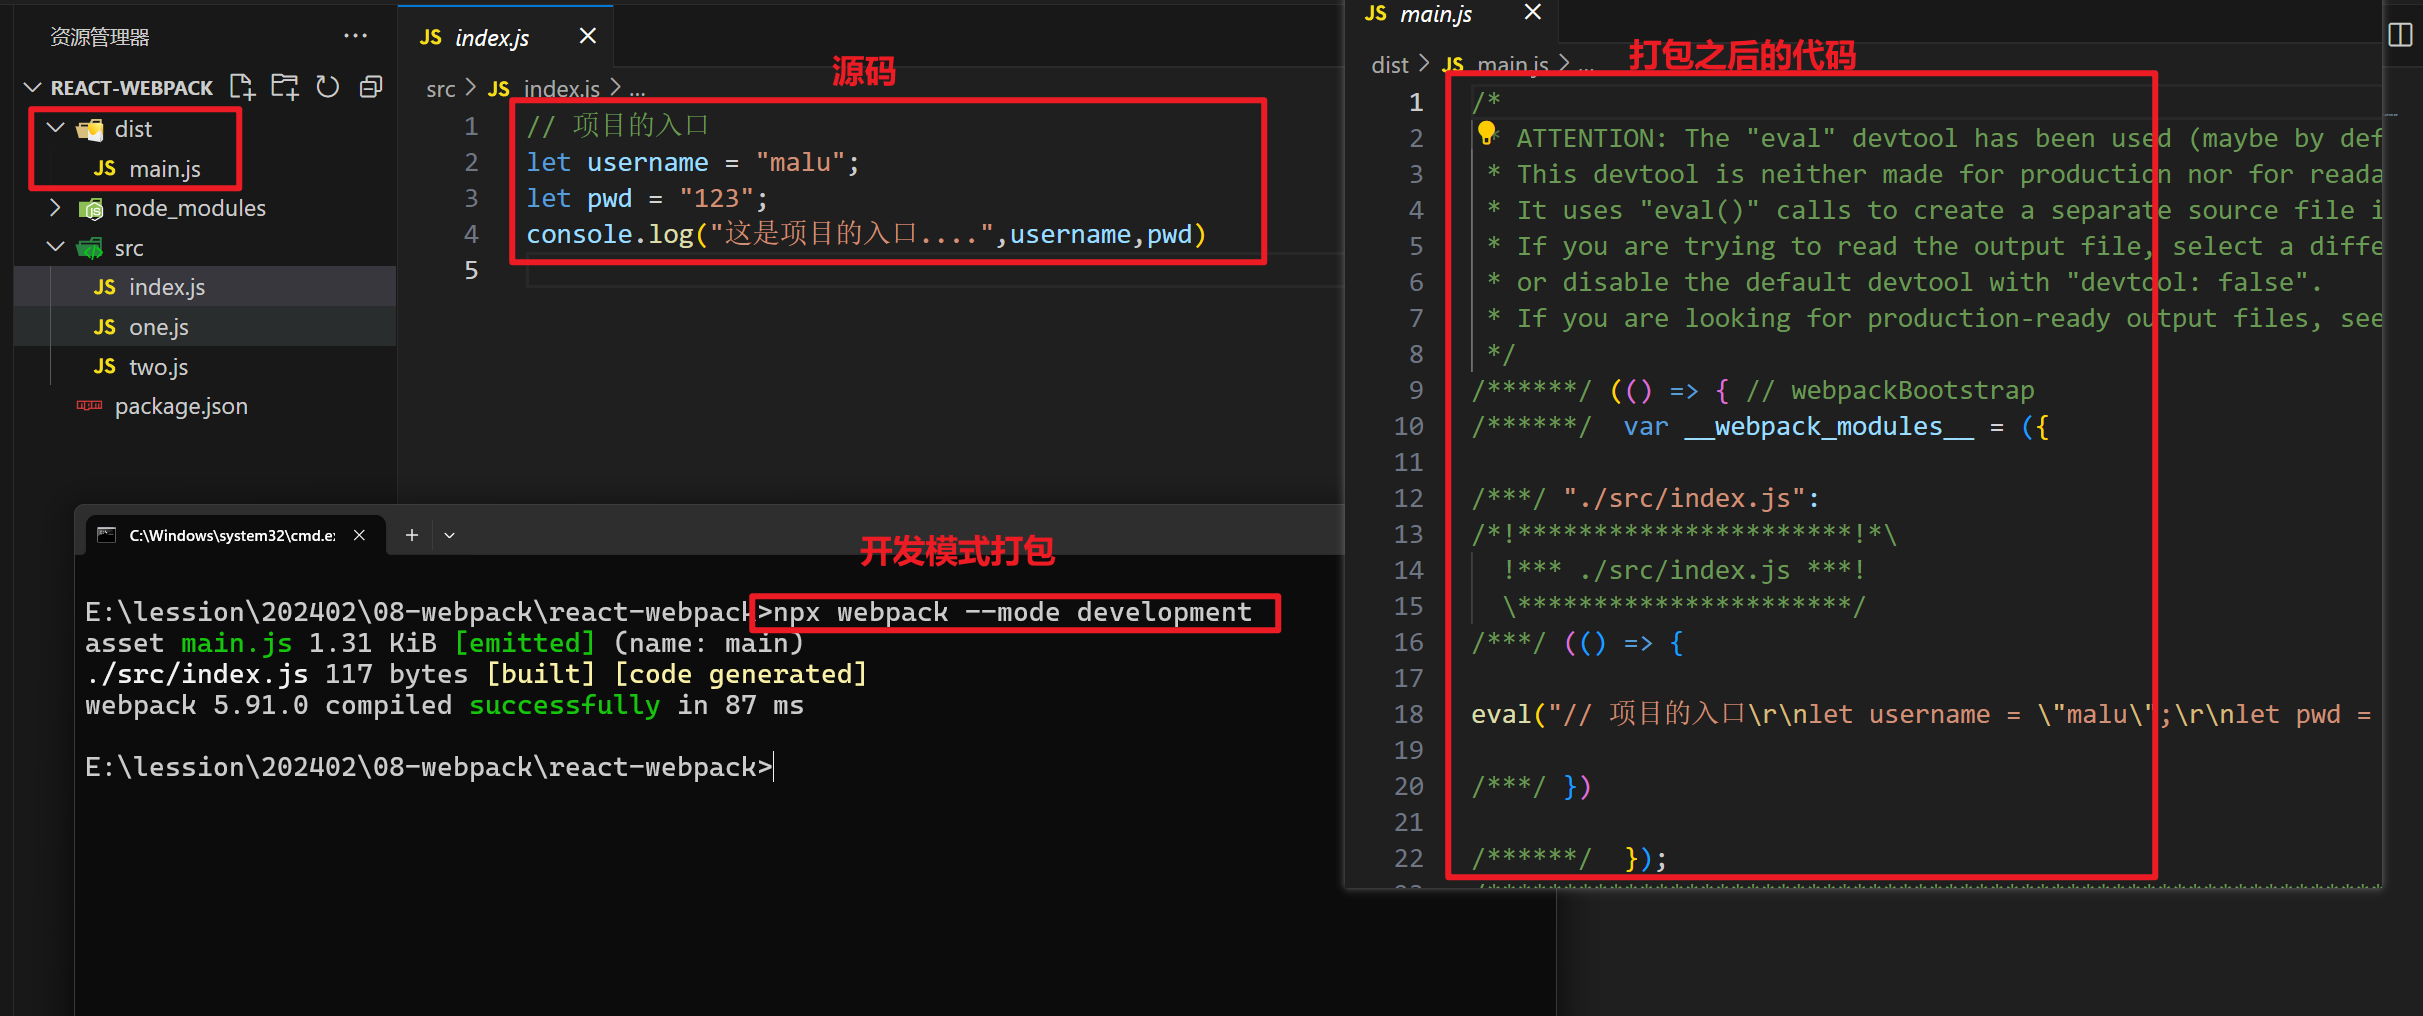 资源管理器
REACT-WEBPACK
dist
JS main.js
node_modules
src
JS index.js
JS one.js
JS two.js
package.json
JS index.js
源码
src > JS index.js > ...
1 // 项目的入口
2 let username = "malu";
3 let pwd = "123";
4 console.log("这是项目的入口....",username,pwd)
5
C:\Windows\system32\cmd.e
开发模式打包
E:\lession\202402\08-webpack\react-webpack>npx webpack --mode development
asset main.js 1.31 KiB [emitted] (name: main)
./src/index.js 117 bytes [built] [code generated]
webpack 5.91.0 compiled successfully in 87 ms
E:\lession\202402\08-webpack\react-webpack>
JS main.js
打包之后的代码
dist > JS main.js > ...
1 /*
2 * ATTENTION: The "eval" devtool has been used (maybe by def
3 * This devtool is neither made for production nor for reada
4 * It uses "eval()" calls to create a separate source file i
5 * If you are trying to read the output file, select a diffe
6 * or disable the default devtool with "devtool: false".
7 * If you are looking for production-ready output files, see
8 */
9 /******/ (() => { // webpackBootstrap
10 /******/ var __webpack_modules__ = ({
11
12 /***/ "./src/index.js":
13 /*!**********************!*\
14 !*** ./src/index.js ***!
15 \**********************/
16 /***/ (() => {
17
18 eval("// 项目的入口\r\nlet username = \"malu\";\r\nlet pwd =
19
20 /***/ })
21
22 /******/ });